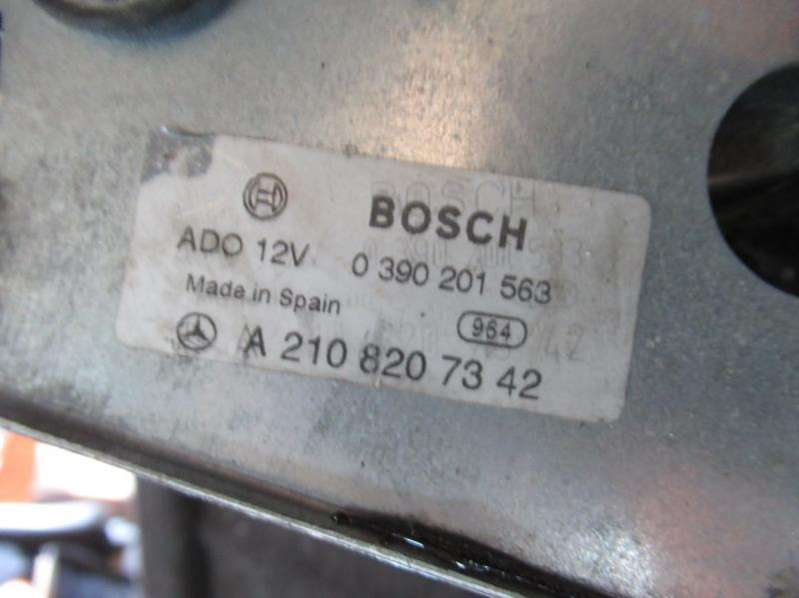 BOSCH
ADO 12V 0 390 201 563
Made in Spain
964
A 210 820 73 42